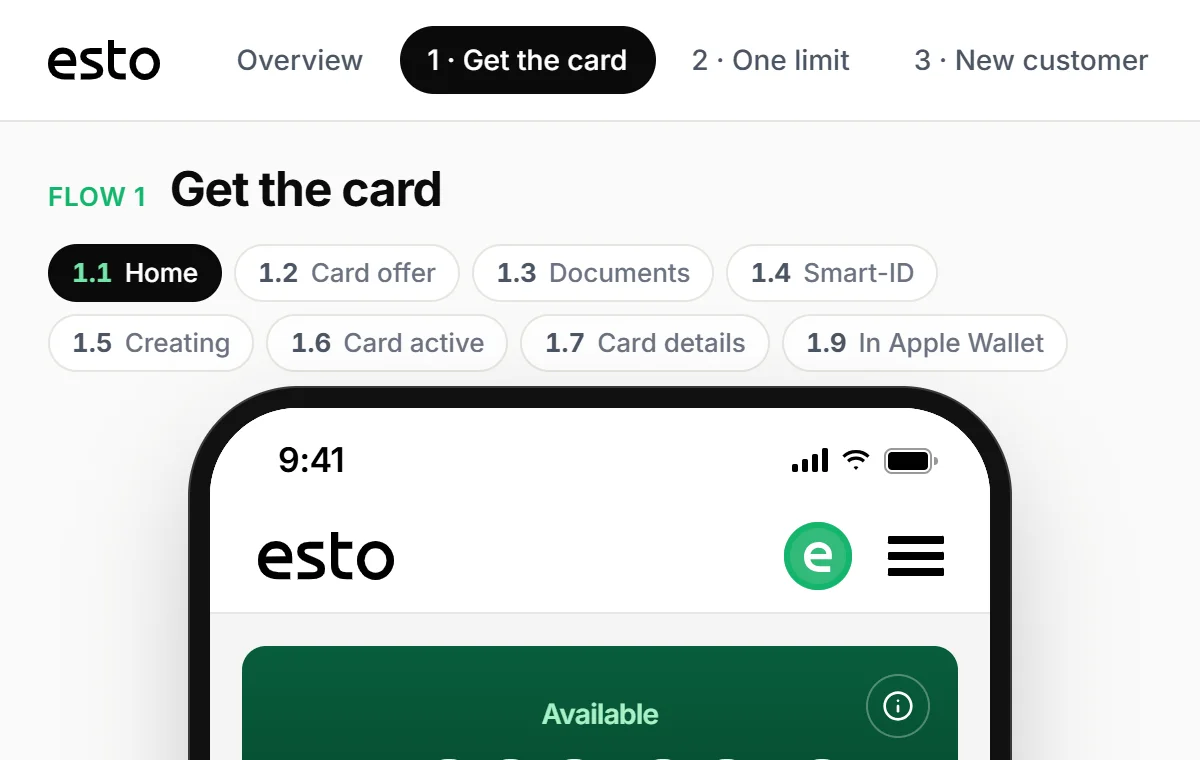 esto Overview 1 · Get the card 2 · One limit 3 · New customer
FLOW 1 Get the card
1.1 Home 1.2 Card offer 1.3 Documents 1.4 Smart-ID
1.5 Creating 1.6 Card active 1.7 Card details 1.9 In Apple Wallet
9:41
esto e
Available